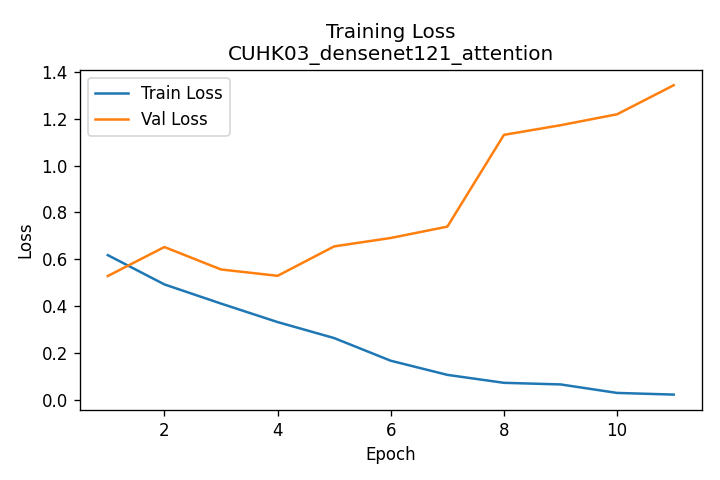 Training Loss
CUHK03_densenet121_attention
Train Loss
Val Loss
Loss
1.4
1.2
1.0
0.8
0.6
0.4
0.2
0.0
2 4 6 8 10
Epoch